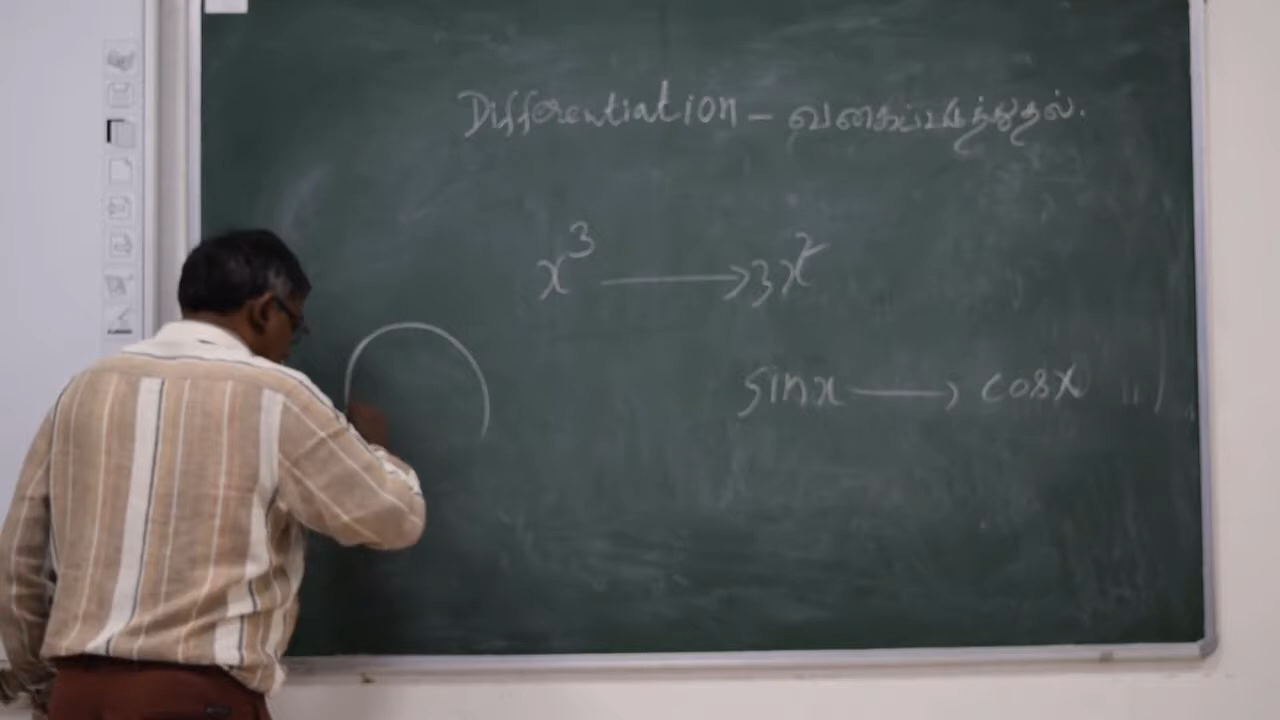 Differentiation – வகைப்படுத்துதல்.
x³ ⟶ 3x²
sinx ⟶ cosx